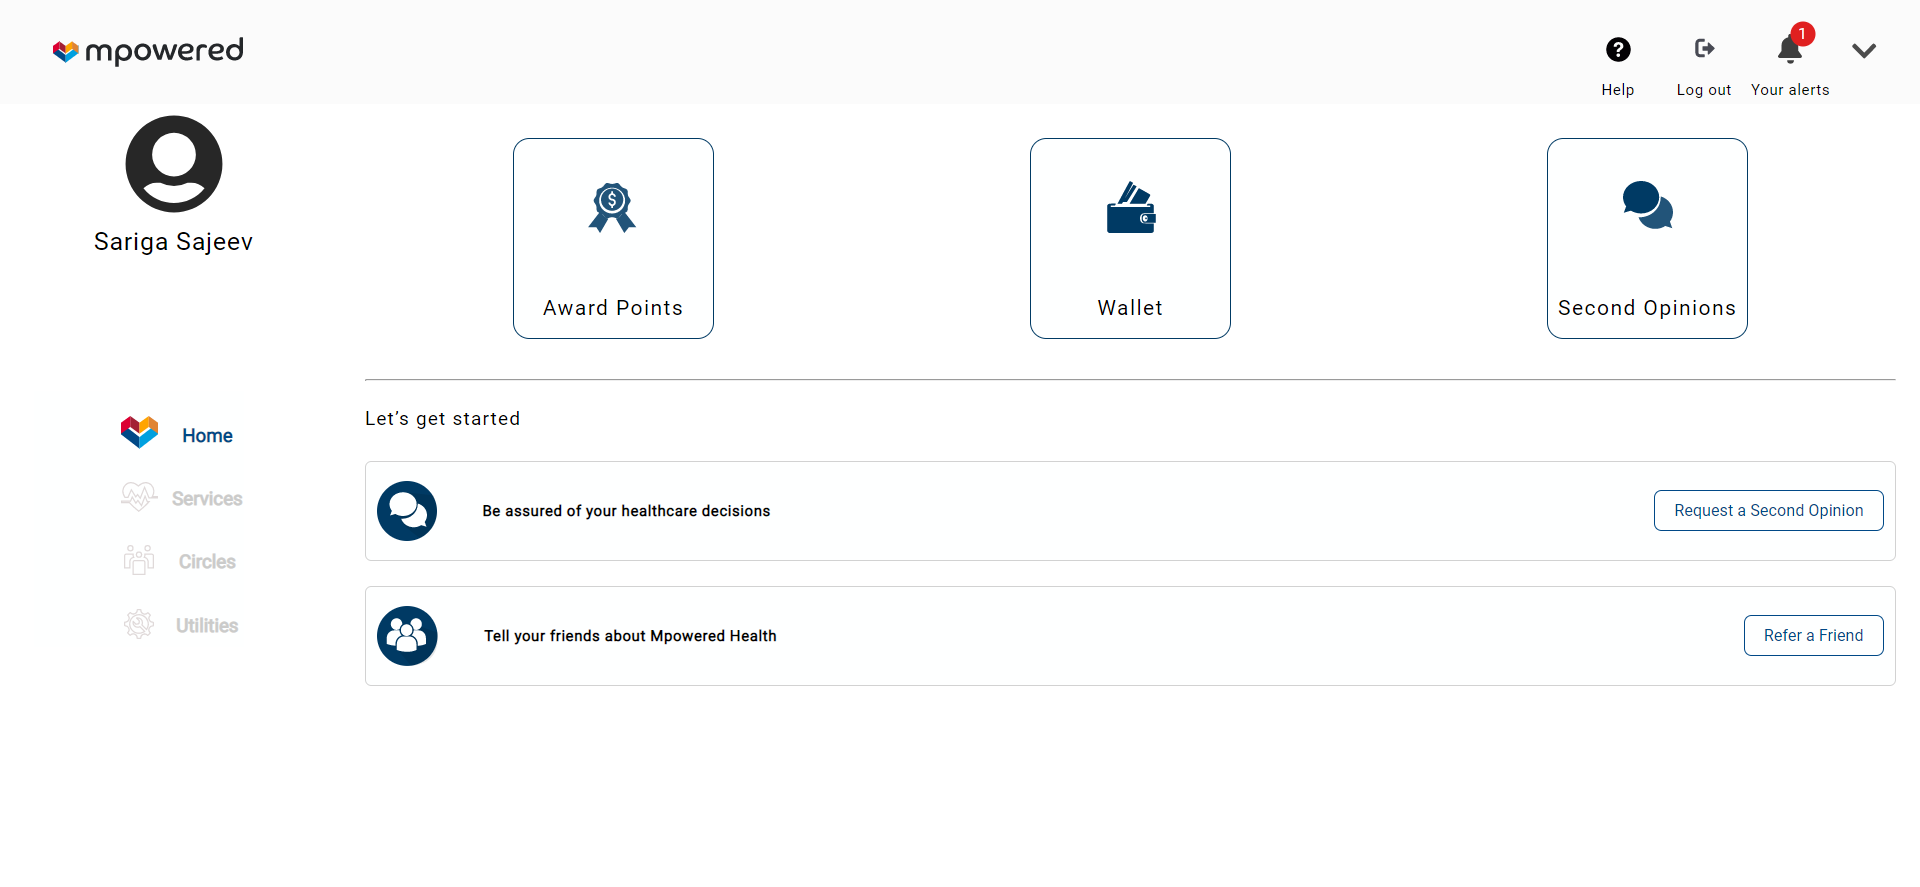 mpowered
Help
Log out
1
Your alerts
Sariga Sajeev
Award Points
Wallet
Second Opinions
Home
Services
Circles
Utilities
Let’s get started
Be assured of your healthcare decisions
Request a Second Opinion
Tell your friends about Mpowered Health
Refer a Friend